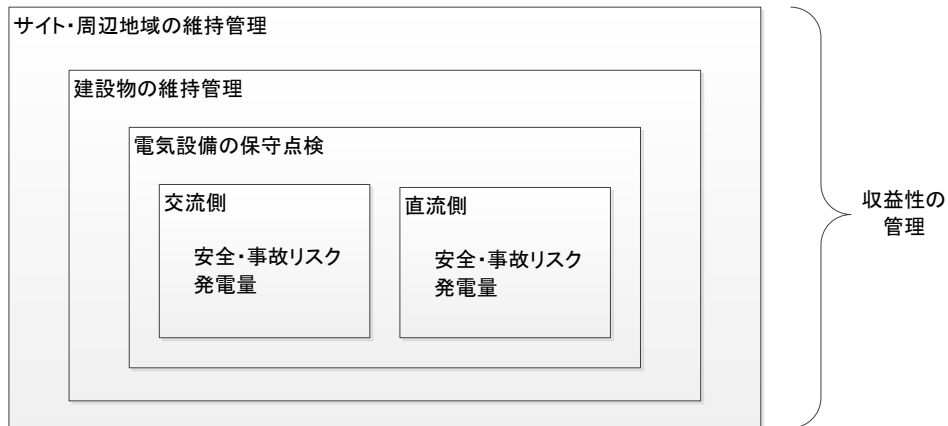 サイト・周辺地域の維持管理
建設物の維持管理
電気設備の保守点検
交流側
安全・事故リスク
発電量
直流側
安全・事故リスク
発電量
収益性の
管理